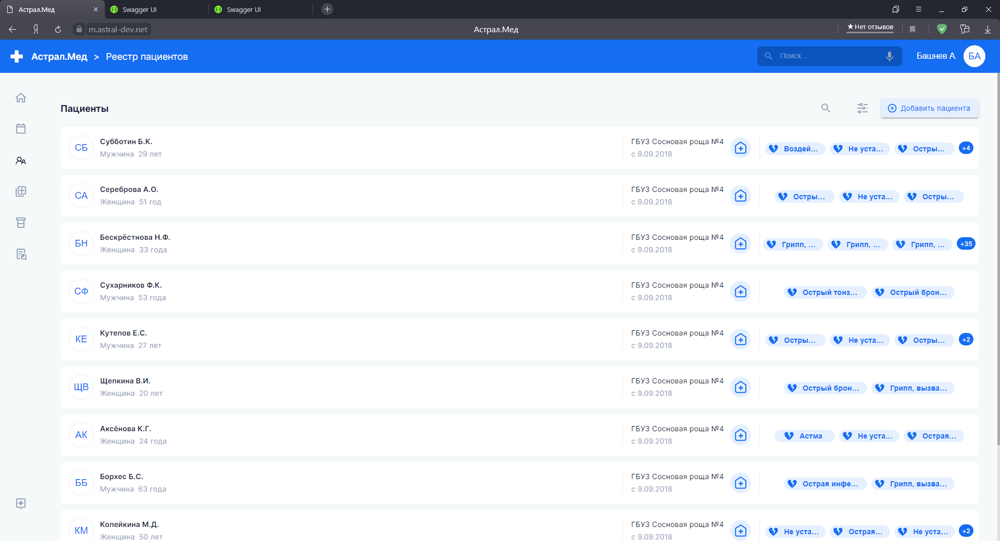 Астрал.Мед
Swagger UI
Swagger UI
Я
m.astral-dev.net
Астрал.Мед
★ Нет отзывов
Астрал.Мед > Реестр пациентов
Поиск...
Башнев А.
БА
Пациенты
Добавить пациента
СБ
Субботин Б.К.
Мужчина 29 лет
ГБУЗ Сосновая роща №4
с 9.09.2018
Воздей...
Не уста...
Остры...
+4
СА
Сереброва А.О.
Женщина 51 год
ГБУЗ Сосновая роща №4
с 9.09.2018
Остры...
Не уста...
Остры...
БН
Бескрёстнова Н.Ф.
Женщина 33 года
ГБУЗ Сосновая роща №4
с 9.09.2018
Грипп, ...
Грипп, ...
Грипп, ...
+35
СФ
Сухарников Ф.К.
Мужчина 53 года
ГБУЗ Сосновая роща №4
с 9.09.2018
Острый тонз...
Острый брон...
КЕ
Кутепов Е.С.
Мужчина 27 лет
ГБУЗ Сосновая роща №4
с 9.09.2018
Остры...
Не уста...
Остры...
+2
ЩВ
Щепкина В.И.
Женщина 20 лет
ГБУЗ Сосновая роща №4
с 9.09.2018
Острый брон...
Грипп, вызва...
АК
Аксёнова К.Г.
Женщина 24 года
ГБУЗ Сосновая роща №4
с 9.09.2018
Астма
Не уста...
Острая...
ББ
Борхес Б.С.
Мужчина 63 года
ГБУЗ Сосновая роща №4
с 9.09.2018
Острая инфе...
Грипп, вызва...
КМ
Копейкина М.Д.
Женщина 50 лет
ГБУЗ Сосновая роща №4
с 9.09.2018
Не уста...
Острая...
Не уста...
+2